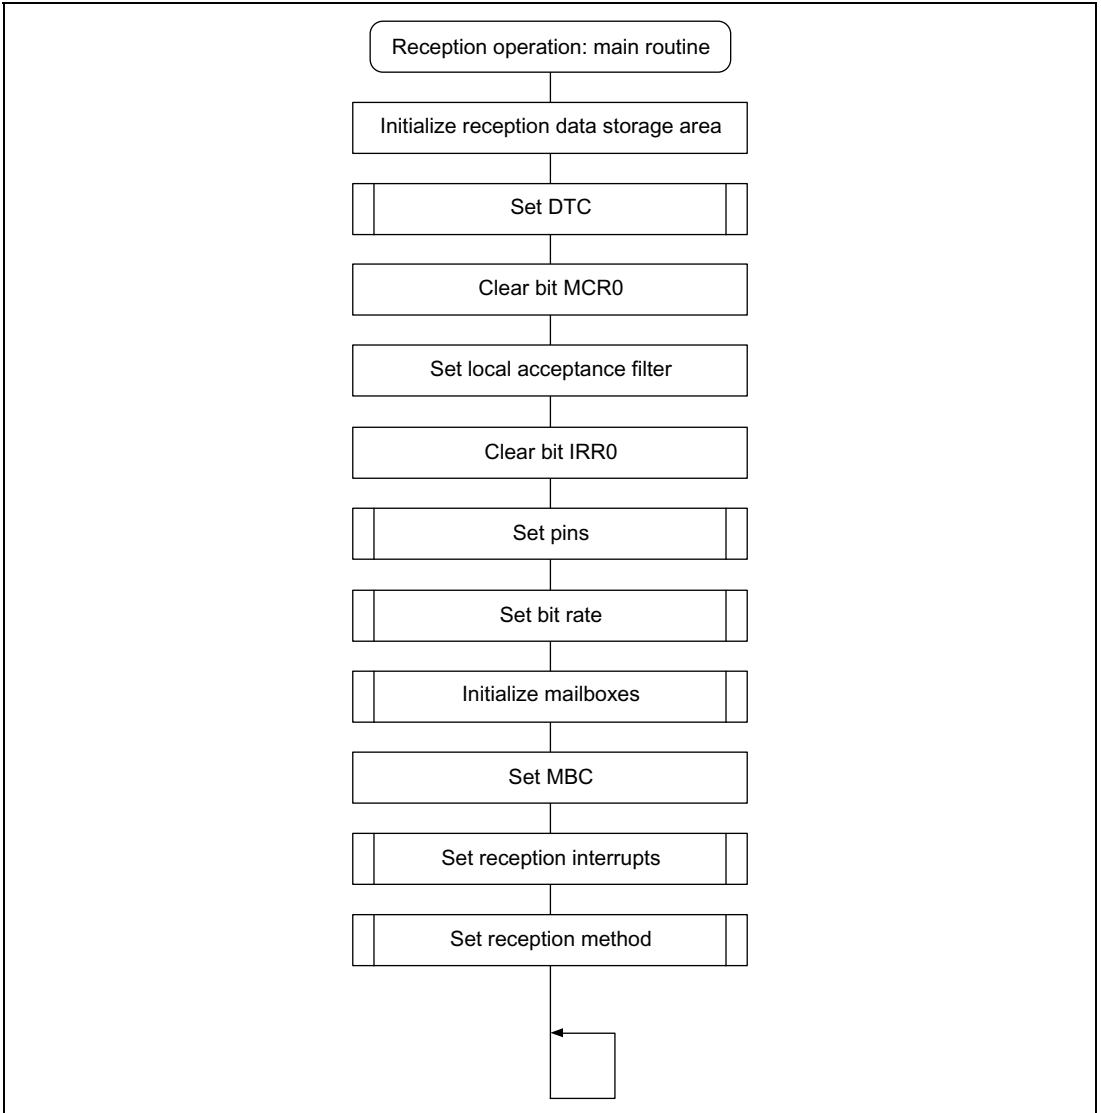 Reception operation: main routine
Initialize reception data storage area
Set DTC
Clear bit MCR0
Set local acceptance filter
Clear bit IRR0
Set pins
Set bit rate
Initialize mailboxes
Set MBC
Set reception interrupts
Set reception method